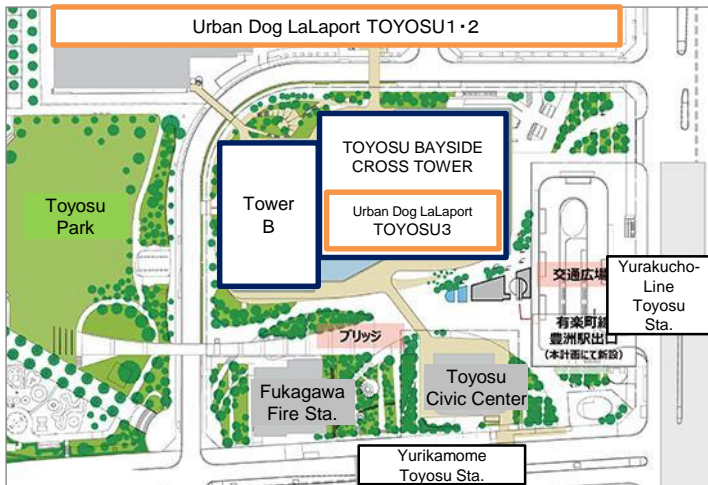 Urban Dog LaLaport TOYOSU1・2
TOYOSU BAYSIDE
CROSS TOWER
Tower
B
Urban Dog LaLaport
TOYOSU3
Toyosu
Park
交通広場
Yurakucho-
Line
Toyosu
Sta.
有楽町線
豊洲駅出口
(本計画にて新設)
ブリッジ
Fukagawa
Fire Sta.
Toyosu
Civic Center
Yurikamome
Toyosu Sta.